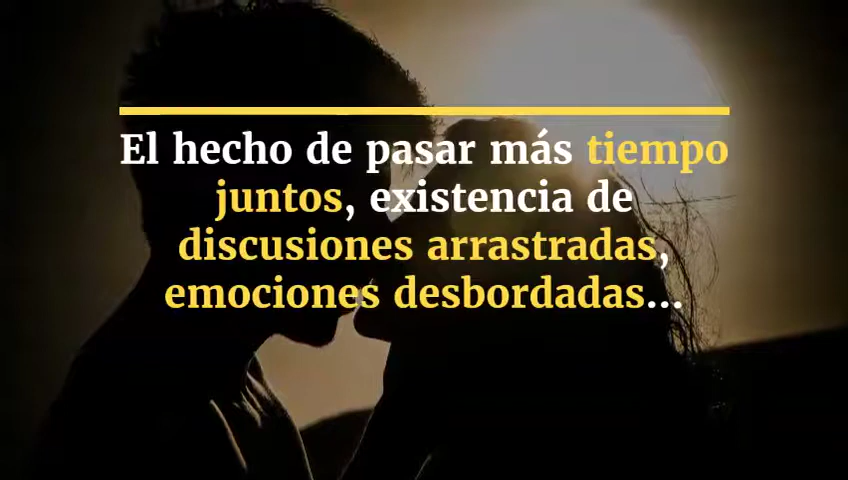 El hecho de pasar más tiempo
juntos, existencia de
discusiones arrastradas,
emociones desbordadas...